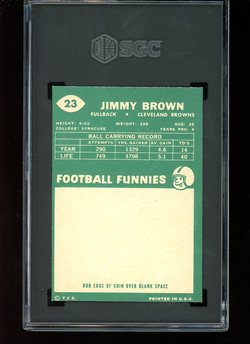 SGC
23
JIMMY BROWN
FULLBACK • CLEVELAND BROWNS
HEIGHT: 6:02 WEIGHT: 228 AGE: 25
COLLEGE: SYRACUSE YEARS PRO: 4
BALL CARRYING RECORD
ATTEMPTS YDS. GAINED AV. GAIN TD'S
YEAR 290 1329 4.6 14
LIFE 749 3798 5.1 40
FOOTBALL FUNNIES
RUB EDGE OF COIN OVER BLANK SPACE
© T.C.G. PRINTED IN U.S.A.